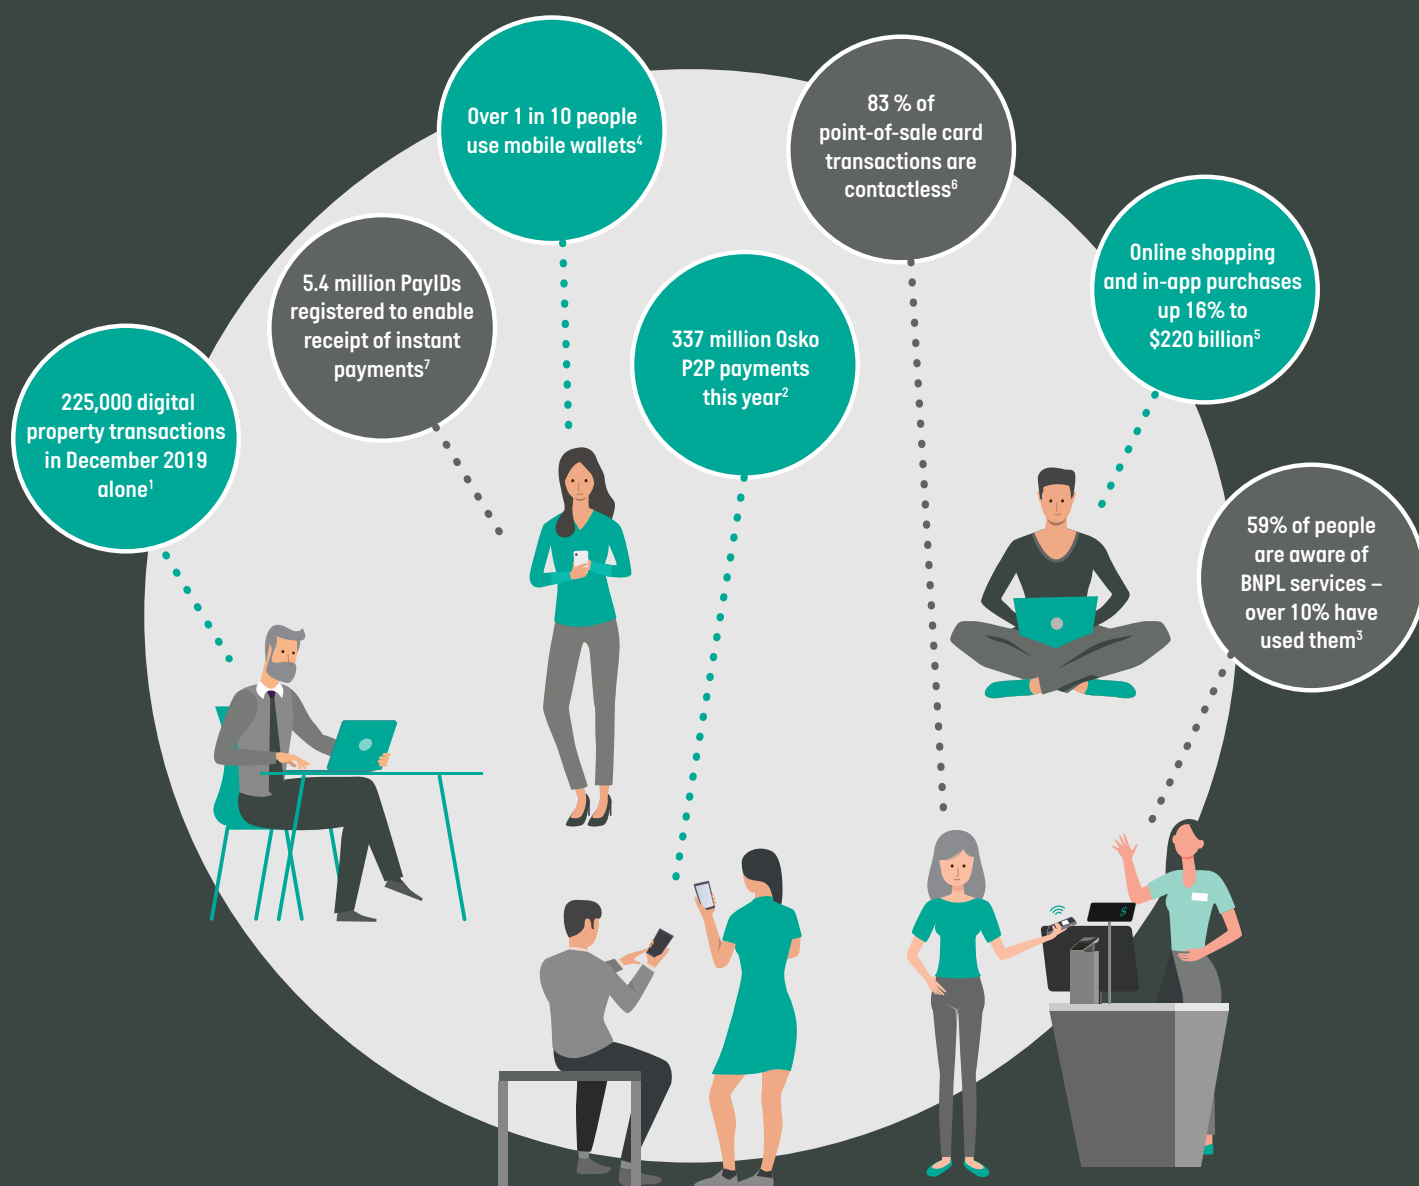 Over 1 in 10 people
use mobile wallets⁴
83 % of
point-of-sale card
transactions are
contactless⁶
5.4 million PayIDs
registered to enable
receipt of instant
payments⁷
Online shopping
and in-app purchases
up 16% to
$220 billion⁵
337 million Osko
P2P payments
this year²
225,000 digital
property transactions
in December 2019
alone¹
59% of people
are aware of
BNPL services –
over 10% have
used them³
$